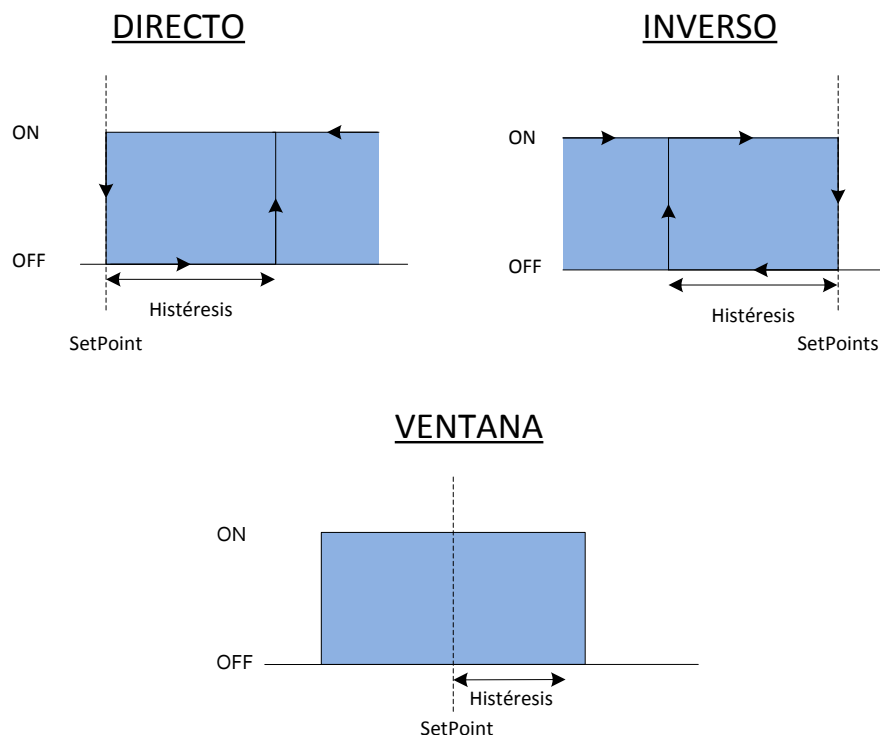 DIRECTO
ON
OFF
Histéresis
SetPoint
INVERSO
ON
OFF
Histéresis
SetPoints
VENTANA
ON
OFF
Histéresis
SetPoint